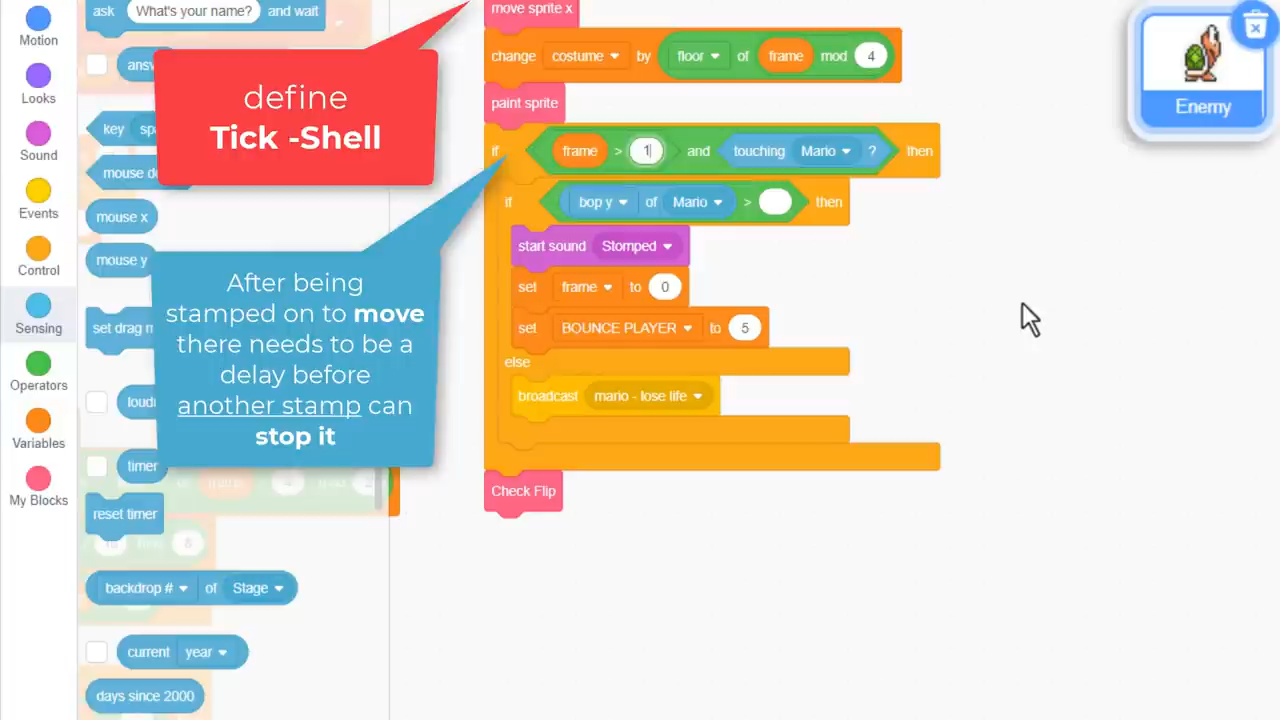 Motion
Looks
Sound
Events
Control
Sensing
Operators
Variables
My Blocks
ask What's your name? and wait
key
mouse x
mouse y
set drag
timer
reset timer
backdrop # of Stage
current year
days since 2000
define
Tick -Shell
After being
stamped on to move
there needs to be a
delay before
another stamp can
stop it
move sprite x
change costume by floor of frame mod 4
paint sprite
if frame > 1 and touching Mario ? then
if bop y of Mario > then
start sound Stomped
set frame to 0
set BOUNCE PLAYER to 5
else
broadcast mario - lose life
Check Flip
Enemy